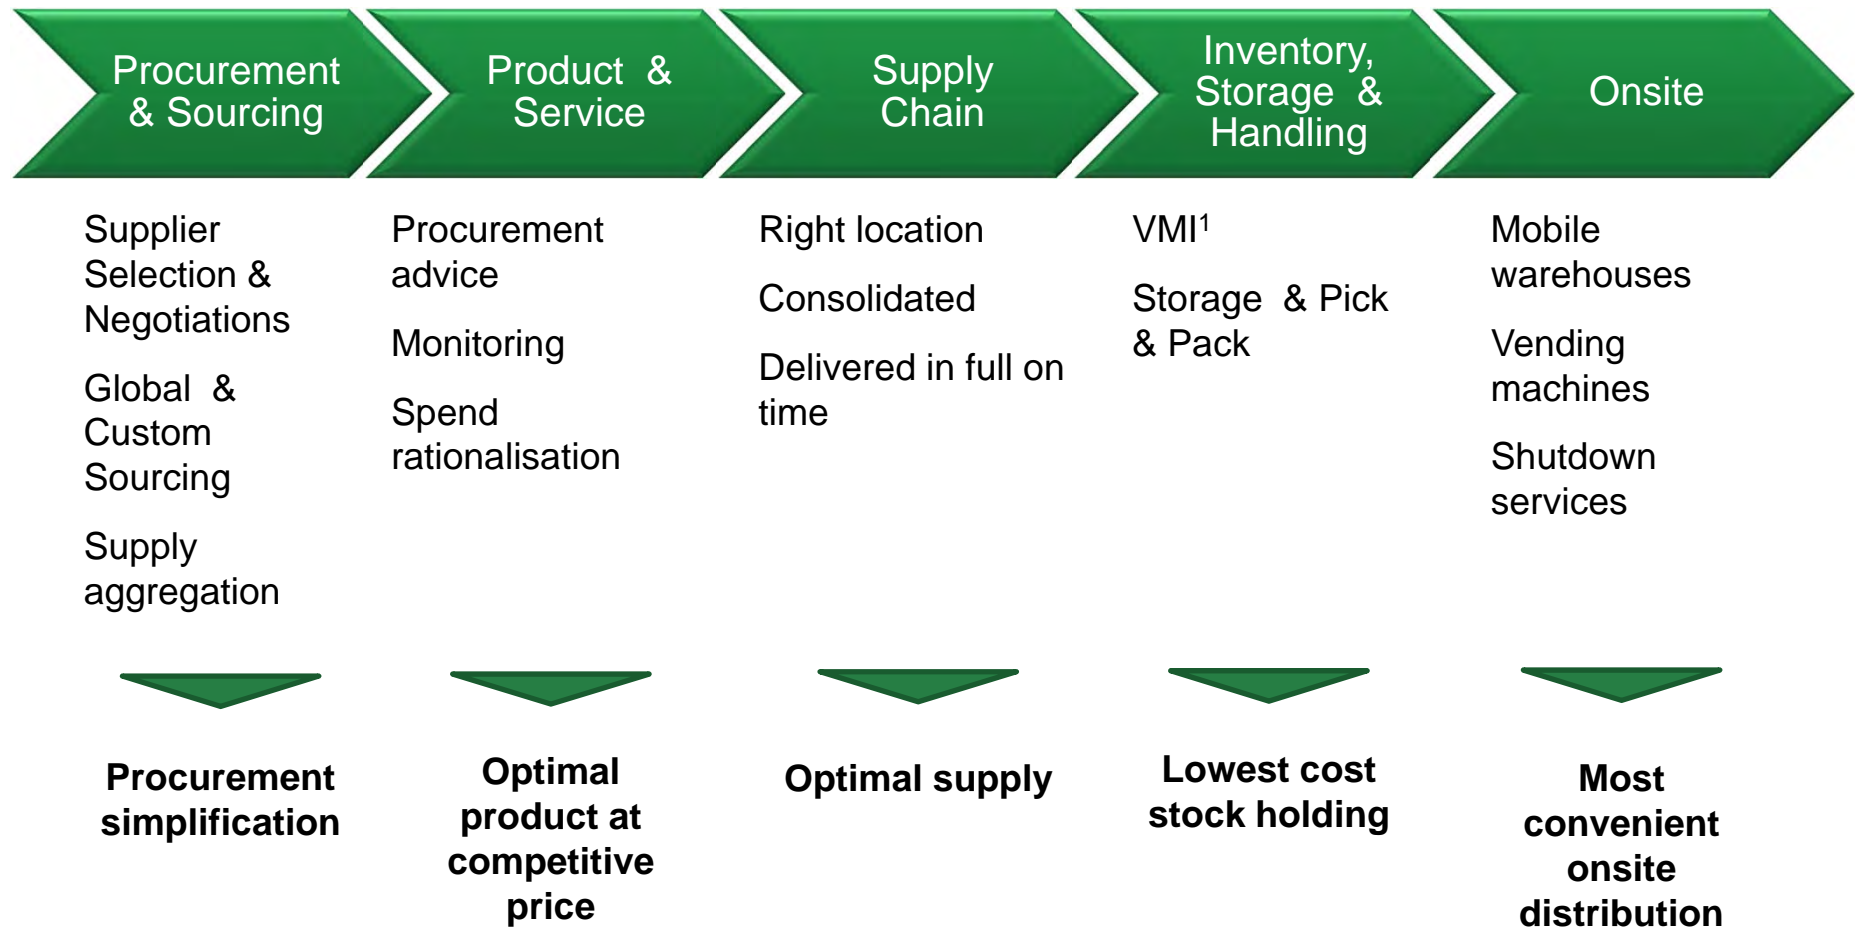 Procurement
& Sourcing
Product & 
Service
Supply
Chain
Inventory,
Storage &
Handling
Onsite
Supplier
Selection &
Negotiations
Global &
Custom
Sourcing
Supply
aggregation
Procurement
advice
Monitoring
Spend
rationalisation
Right location
Consolidated
Delivered in full on
time
VMI¹
Storage & Pick
& Pack
Mobile
warehouses
Vending
machines
Shutdown
services
Procurement
simplification
Optimal
product at
competitive
price
Optimal supply
Lowest cost
stock holding
Most
convenient
onsite
distribution